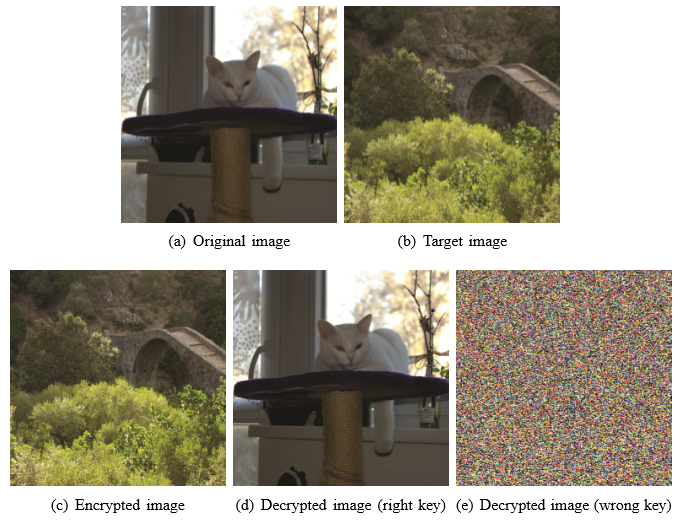 (a) Original image
(b) Target image
(c) Encrypted image
(d) Decrypted image (right key)
(e) Decrypted image (wrong key)